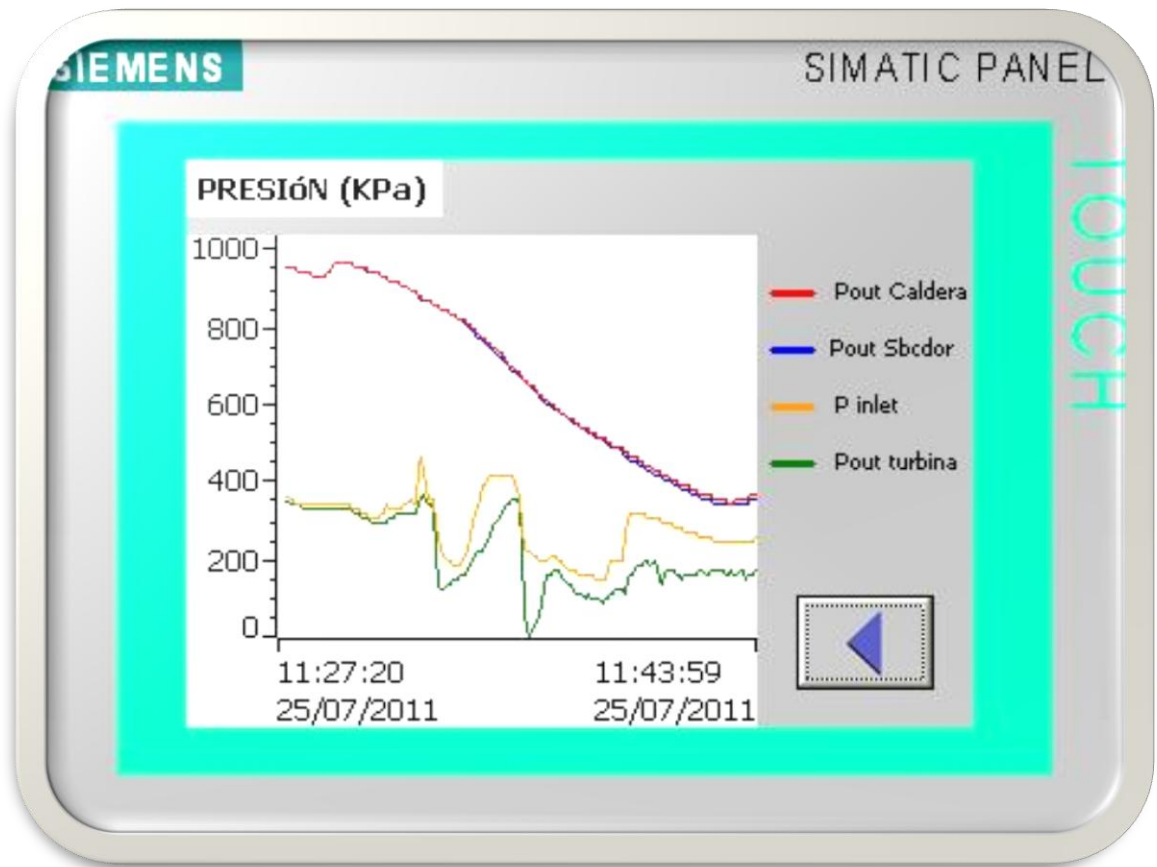 SIEMENS
SIMATIC PANEL
TOUCH
PRESIóN (KPa)
1000
800
600
400
200
0
Pout Caldera
Pout Sbcdor
P inlet
Pout turbina
11:27:20
25/07/2011
11:43:59
25/07/2011